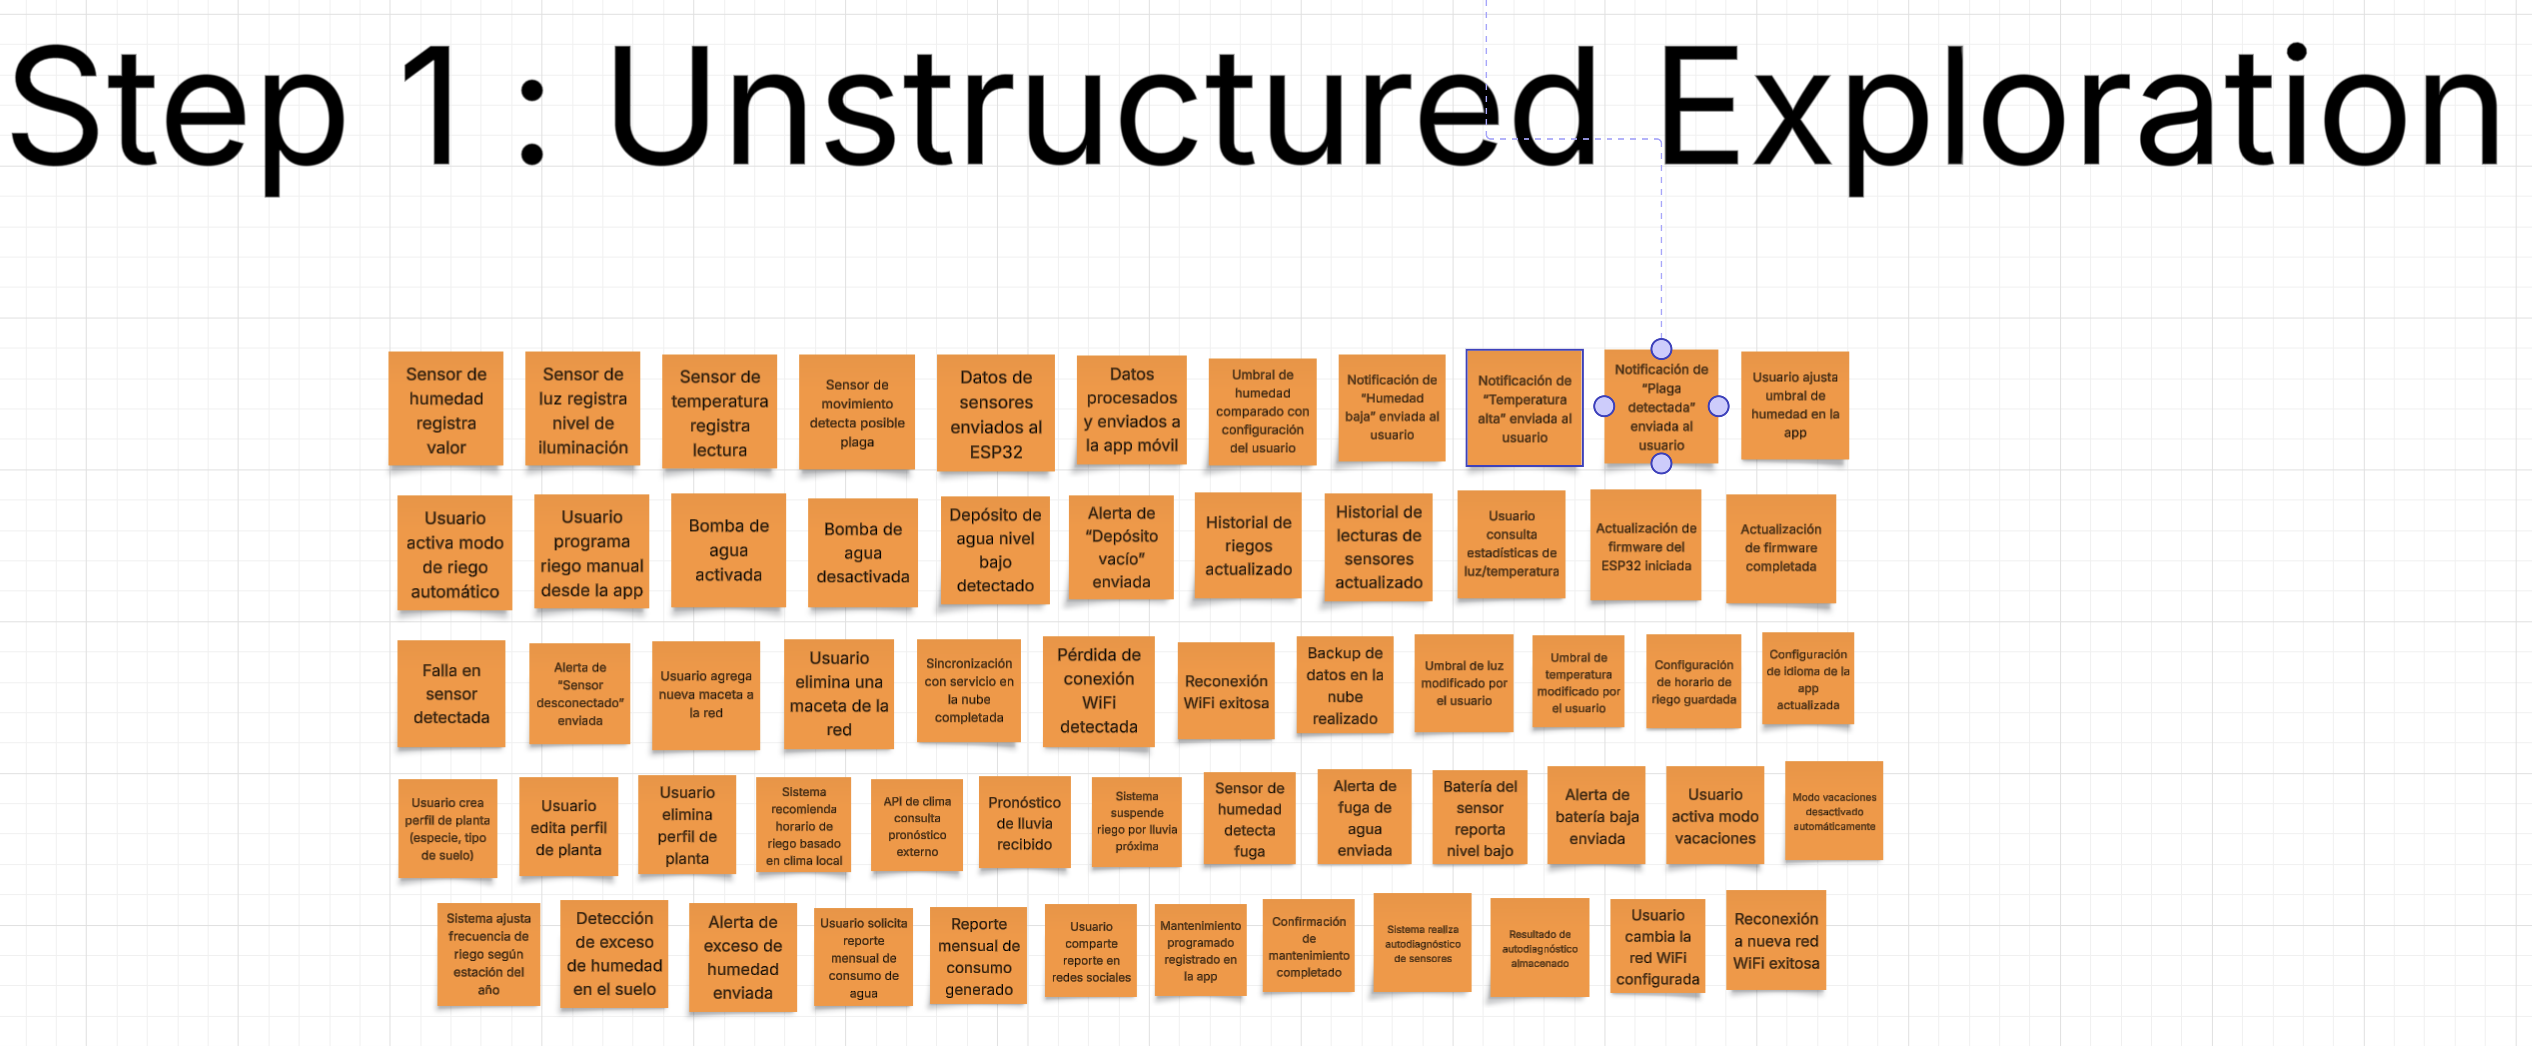 Step 1 : Unstructured Exploration
Sensor de
humedad
registra
valor
Sensor de
luz registra
nivel de
iluminación
Sensor de
temperatura
registra
lectura
Sensor de
movimiento
detecta posible
plaga
Datos de
sensores
enviados al
ESP32
Datos
procesados
y enviados a
la app móvil
Umbral de
humedad
comparado con
configuración
del usuario
Notificación de
“Humedad
baja” enviada al
usuario
Notificación de
“Temperatura
alta” enviada al
usuario
Notificación de
“Plaga
detectada”
enviada al
usuario
Usuario ajusta
umbral de
humedad en la
app
Usuario
activa modo
de riego
automático
Usuario
programa
riego manual
desde la app
Bomba de
agua
activada
Bomba de
agua
desactivada
Depósito de
agua nivel
bajo
detectado
Alerta de
“Depósito
vacío”
enviada
Historial de
riegos
actualizado
Historial de
lecturas de
sensores
actualizado
Usuario
consulta
estadísticas de
luz/temperatura
Actualización de
firmware del
ESP32 iniciada
Actualización
de firmware
completada
Falla en
sensor
detectada
Alerta de
“Sensor
desconectado”
enviada
Usuario agrega
nueva maceta a
la red
Usuario
elimina una
maceta de la
red
Sincronización
con servicio en
la nube
completada
Pérdida de
conexión
WiFi
detectada
Reconexión
WiFi exitosa
Backup de
datos en la
nube
realizado
Umbral de luz
modificado por
el usuario
Umbral de
temperatura
modificado por
el usuario
Configuración
de horario de
riego guardada
Configuración
de idioma de la
app
actualizada
Usuario crea
perfil de planta
(especie, tipo
de suelo)
Usuario
edita perfil
de planta
Usuario
elimina
perfil de
planta
Sistema
recomienda
horario de
riego basado
en clima local
API de clima
consulta
pronóstico
externo
Pronóstico
de lluvia
recibido
Sistema
suspende
riego por lluvia
próxima
Sensor de
humedad
detecta
fuga
Alerta de
fuga de
agua
enviada
Batería del
sensor
reporta
nivel bajo
Alerta de
batería baja
enviada
Usuario
activa modo
vacaciones
Modo vacaciones
desactivado
automáticamente
Sistema ajusta
frecuencia de
riego según
estación del
año
Detección
de exceso
de humedad
en el suelo
Alerta de
exceso de
humedad
enviada
Usuario solicita
reporte
mensual de
consumo de
agua
Reporte
mensual de
consumo
generado
Usuario
comparte
reporte en
redes sociales
Mantenimiento
programado
registrado en
la app
Confirmación
de
mantenimiento
completado
Sistema realiza
autodiagnóstico
de sensores
Resultado de
autodiagnóstico
almacenado
Usuario
cambia la
red WiFi
configurada
Reconexión
a nueva red
WiFi exitosa